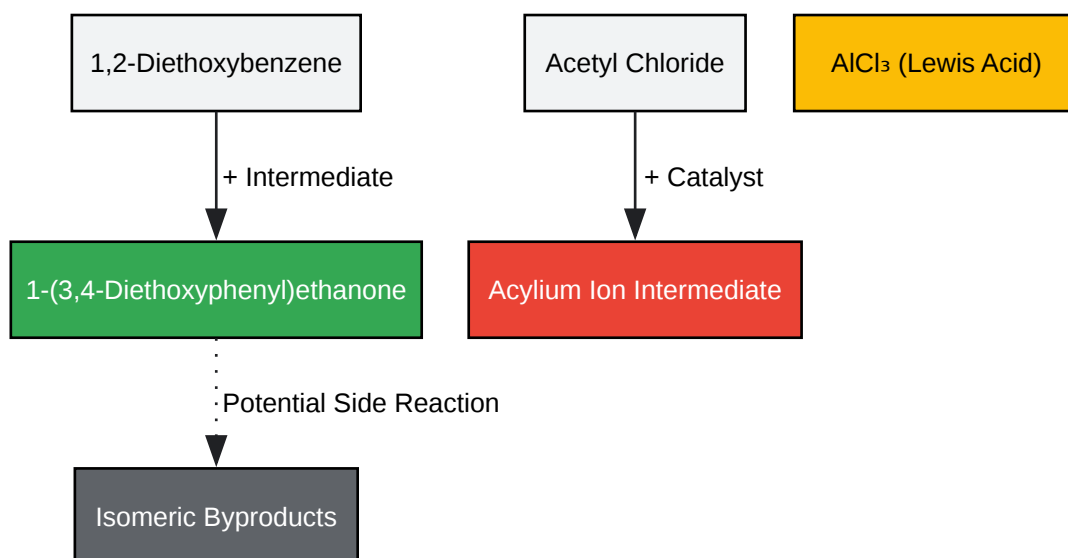 1,2-Diethoxybenzene
Acetyl Chloride
AlCl₃ (Lewis Acid)
+ Intermediate
+ Catalyst
1-(3,4-Diethoxyphenyl)ethanone
Acylium Ion Intermediate
Potential Side Reaction
Isomeric Byproducts